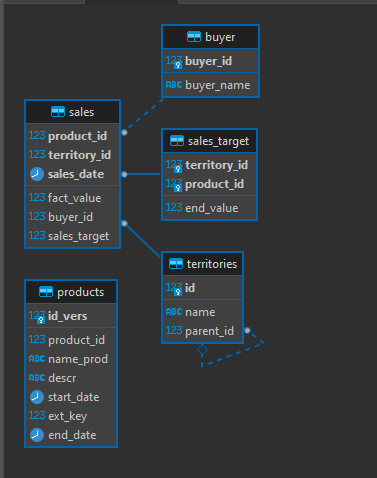 buyer
123 buyer_id
ABC buyer_name
sales
123 product_id
123 territory_id
sales_date
123 fact_value
123 buyer_id
123 sales_target
sales_target
123 territory_id
123 product_id
123 end_value
territories
123 id
ABC name
123 parent_id
products
123 id_vers
123 product_id
ABC name_prod
ABC descr
start_date
123 ext_key
end_date